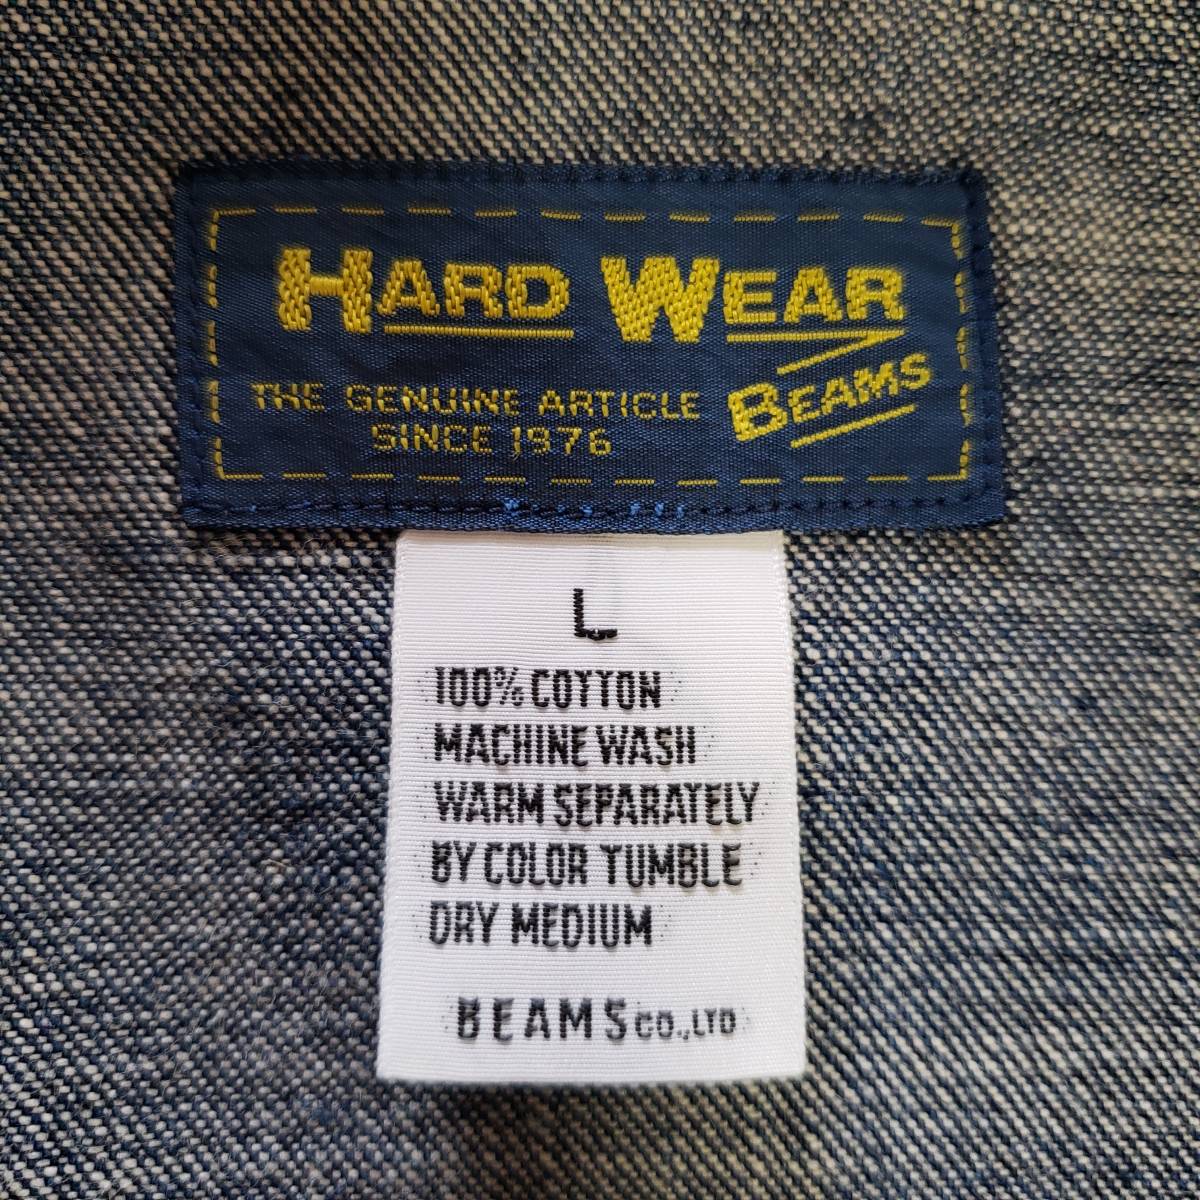 HARD WEAR
BEAMS
THE GENUINE ARTICLE
SINCE 1976
L
100% COTTON
MACHINE WASH
WARM SEPARATELY
BY COLOR TUMBLE
DRY MEDIUM
BEAMS CO.,LTD